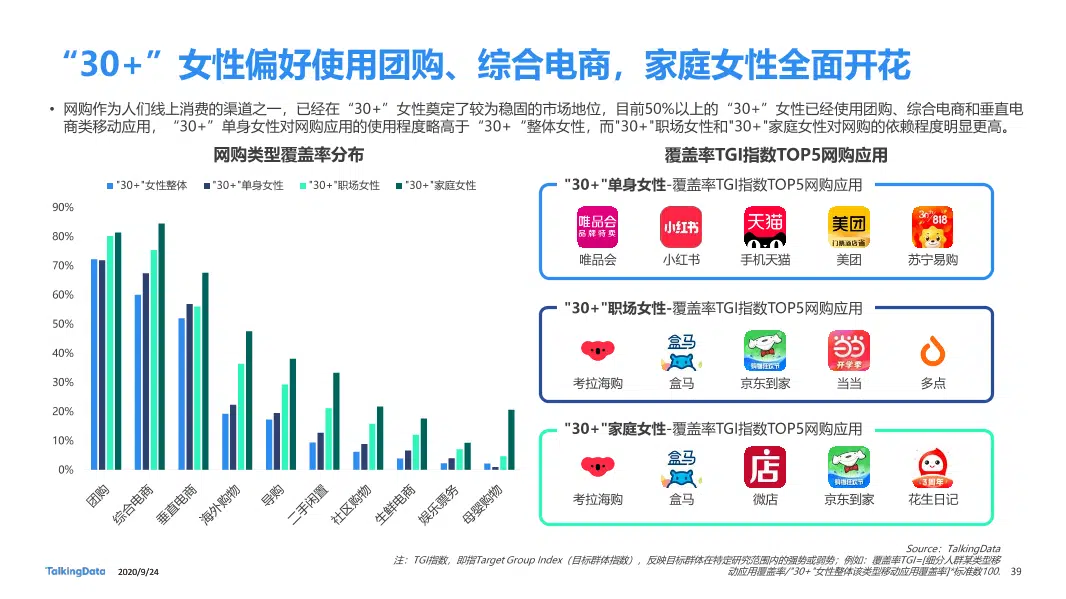 “30+”女性偏好使用团购、综合电商，家庭女性全面开花
• 网购作为人们线上消费的渠道之一，已经在“30+”女性奠定了较为稳固的市场地位，目前50%以上的“30+”女性已经使用团购、综合电商和垂直电
商类移动应用，“30+”单身女性对网购应用的使用程度略高于“30+“整体女性，而"30+"职场女性和"30+"家庭女性对网购的依赖程度明显更高。
网购类型覆盖率分布
"30+"女性整体 "30+"单身女性 "30+"职场女性 "30+"家庭女性
90%
80%
70%
60%
50%
40%
30%
20%
10%
0%
团购 综合电商 垂直电商 海外购物 导购 二手闲置 社区购物 生鲜电商 娱乐票务 母婴购物
覆盖率TGI指数TOP5网购应用
"30+"单身女性-覆盖率TGI指数TOP5网购应用
唯品会 小红书 天猫 美团 818
品牌特卖 门票酒店省
唯品会 小红书 手机天猫 美团 苏宁易购
"30+"职场女性-覆盖率TGI指数TOP5网购应用
盒马 当当
购物狂欢节 开学季
考拉海购 盒马 京东到家 当当 多点
"30+"家庭女性-覆盖率TGI指数TOP5网购应用
盒马 店
购物狂欢节 3周年
考拉海购 盒马 微店 京东到家 花生日记
Source：TalkingData
注：TGI指数，即指Target Group Index（目标群体指数），反映目标群体在特定研究范围内的强势或弱势；例如：覆盖率TGI=[细分人群某类型移
动应用覆盖率/"30+"女性整体该类型移动应用覆盖率]*标准数100.
TalkingData 2020/9/24 39